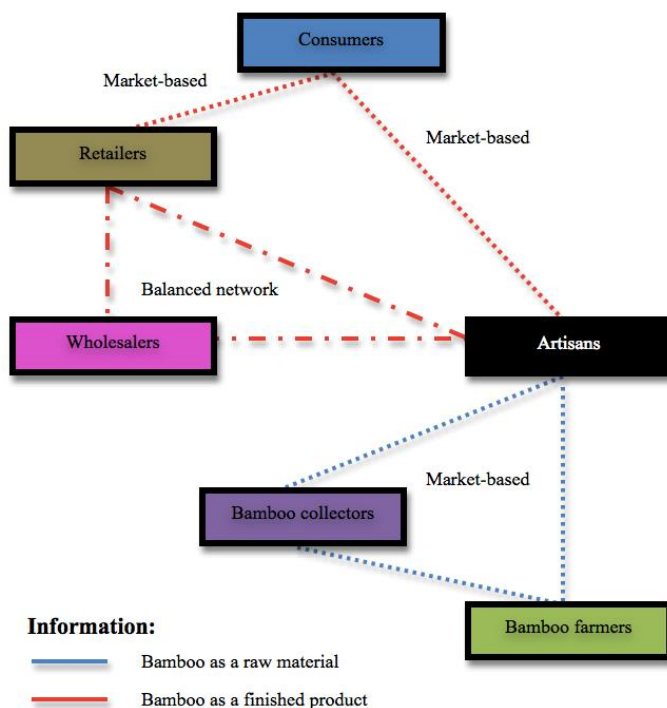 Consumers
Market-based
Market-based
Retailers
Balanced network
Wholesalers
Artisans
Market-based
Bamboo collectors
Bamboo farmers
Information:
Bamboo as a raw material
Bamboo as a finished product